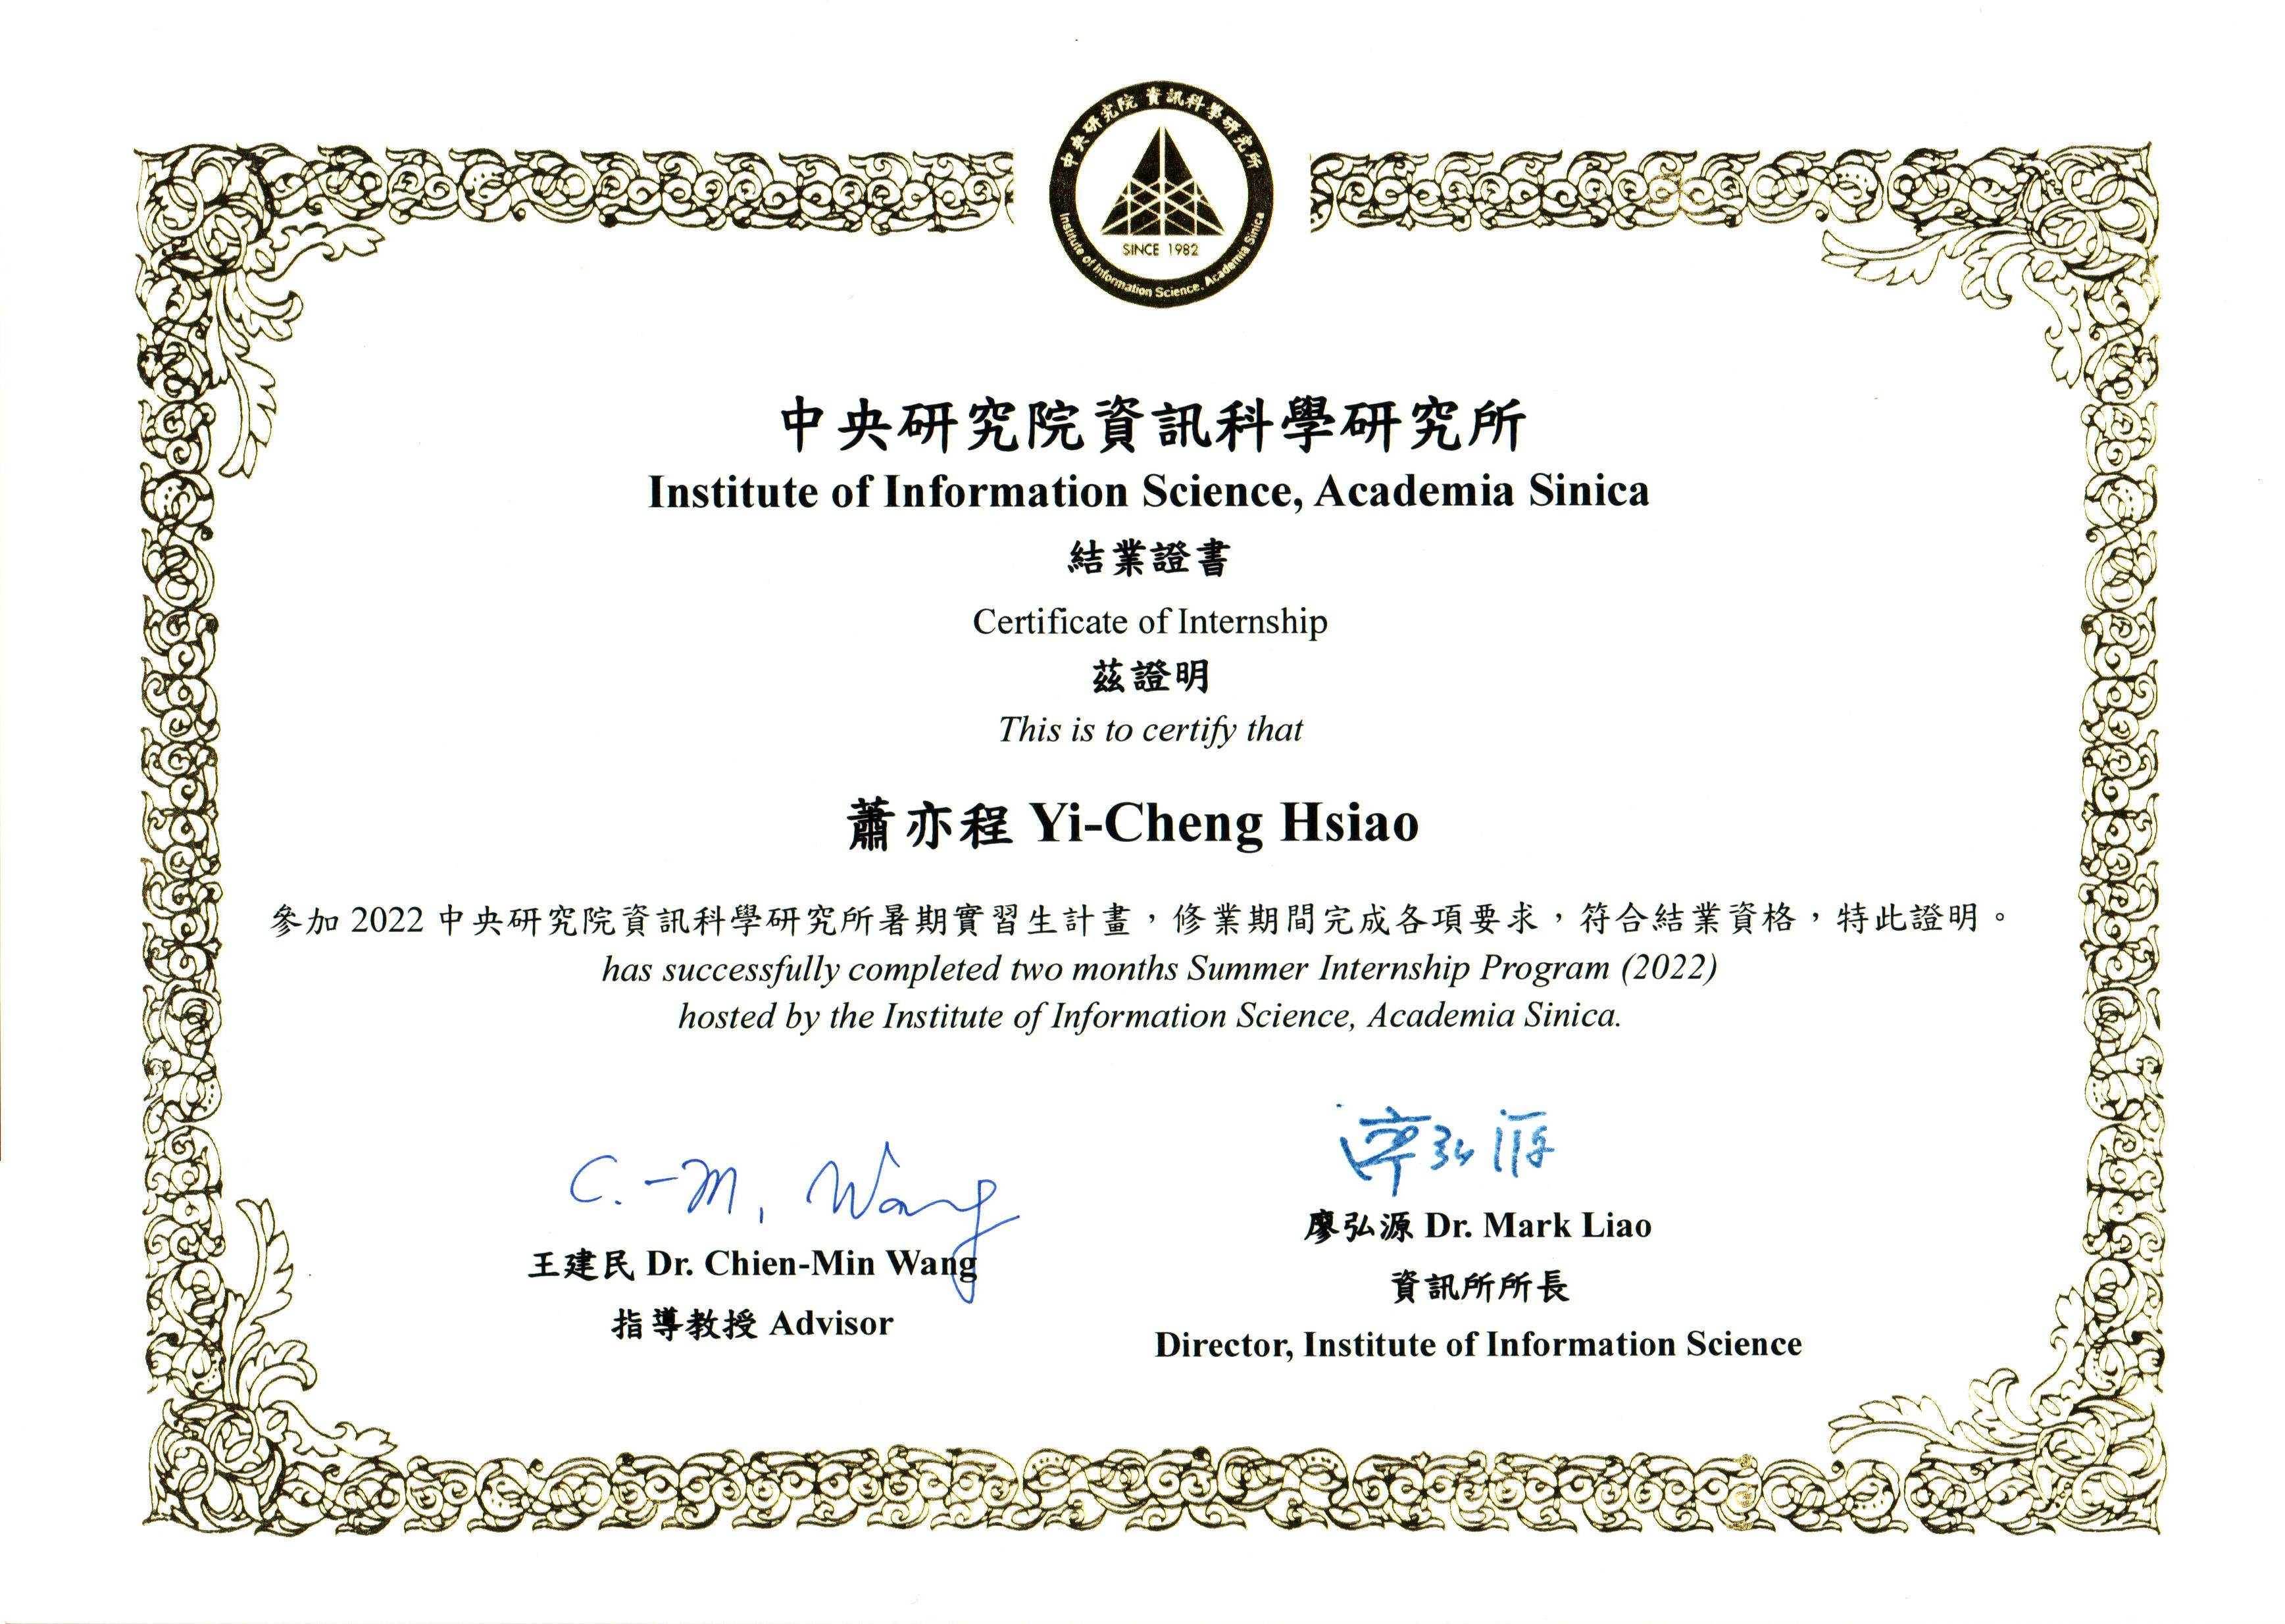 中央研究院 資訊科學研究所
SINCE 1982
Institute of Information Science, Academia Sinica
中央研究院資訊科學研究所
Institute of Information Science, Academia Sinica
結業證書
Certificate of Internship
茲證明
This is to certify that
蕭亦程 Yi-Cheng Hsiao
參加 2022 中央研究院資訊科學研究所暑期實習生計畫，修業期間完成各項要求，符合結業資格，特此證明。
has successfully completed two months Summer Internship Program (2022)
hosted by the Institute of Information Science, Academia Sinica.
C.-M. Wang
王建民 Dr. Chien-Min Wang
指導教授 Advisor
廖弘源
廖弘源 Dr. Mark Liao
資訊所所長
Director, Institute of Information Science